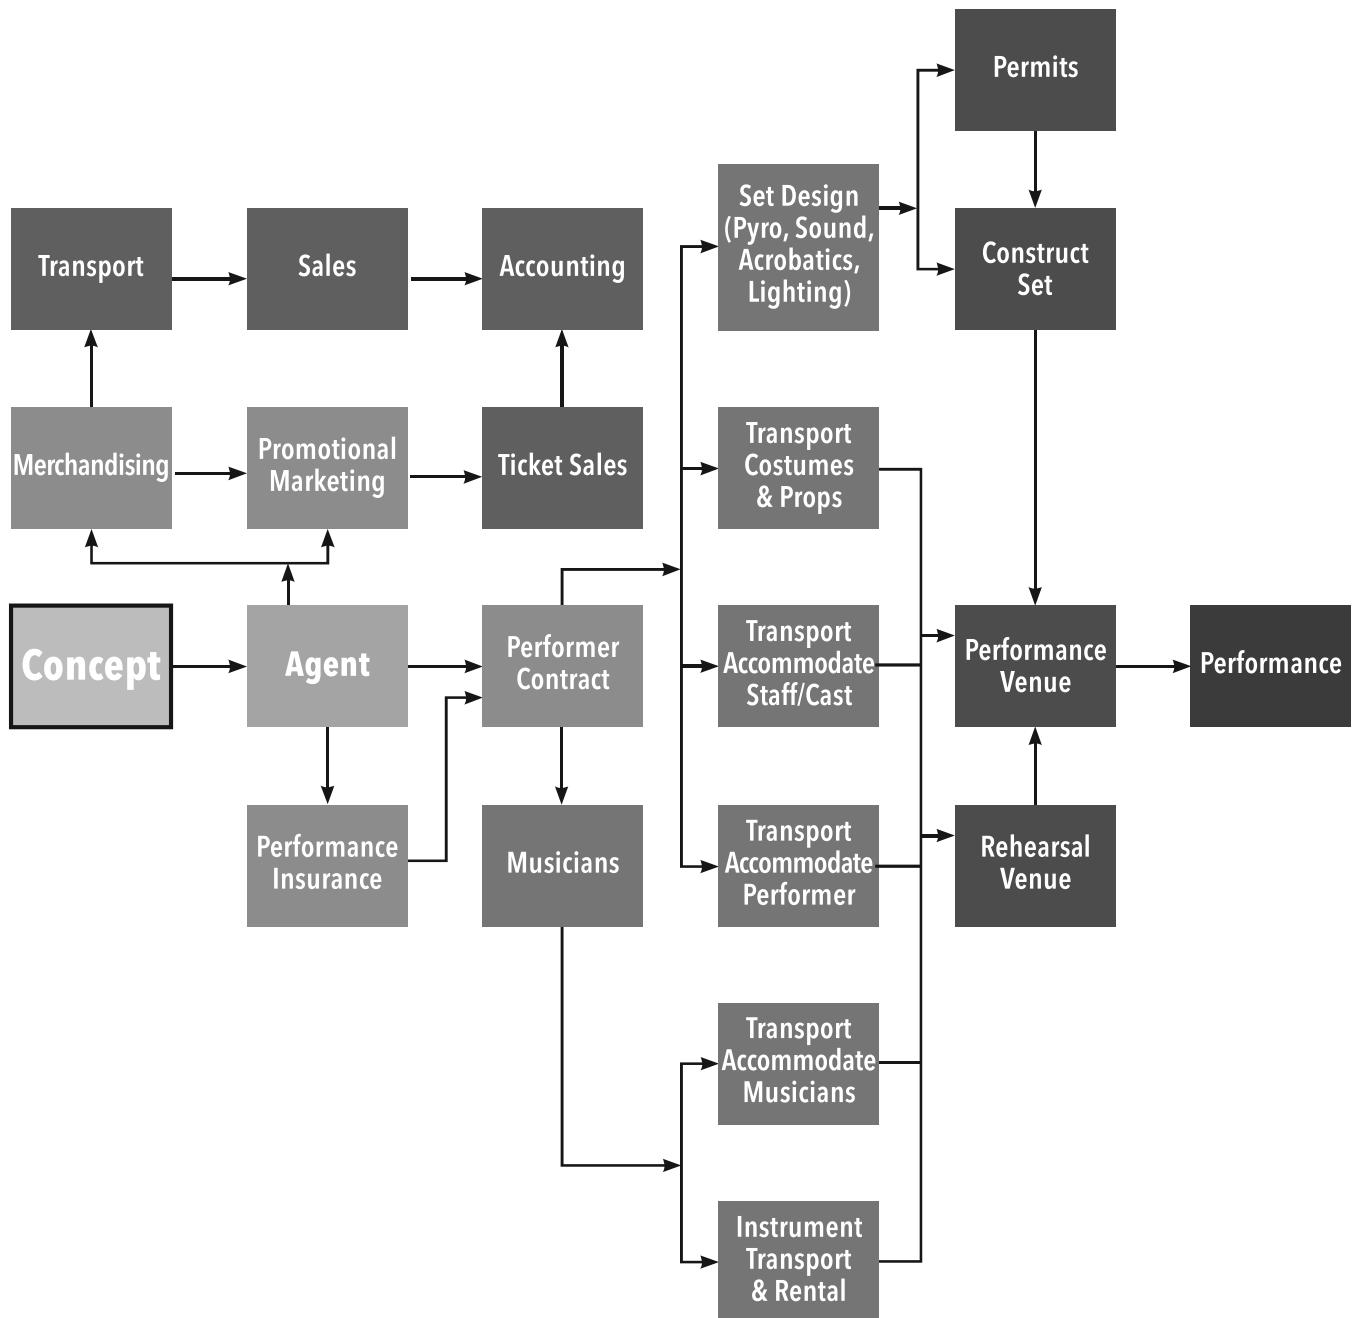 Permits
Set Design
(Pyro, Sound,
Acrobatics,
Lighting)
Transport
Sales
Accounting
Construct
Set
Merchandising
Promotional
Marketing
Ticket Sales
Transport
Costumes
& Props
Concept
Agent
Performer
Contract
Transport
Accommodate
Staff/Cast
Performance
Venue
Performance
Performance
Insurance
Musicians
Transport
Accommodate
Performer
Rehearsal
Venue
Transport
Accommodate
Musicians
Instrument
Transport
& Rental